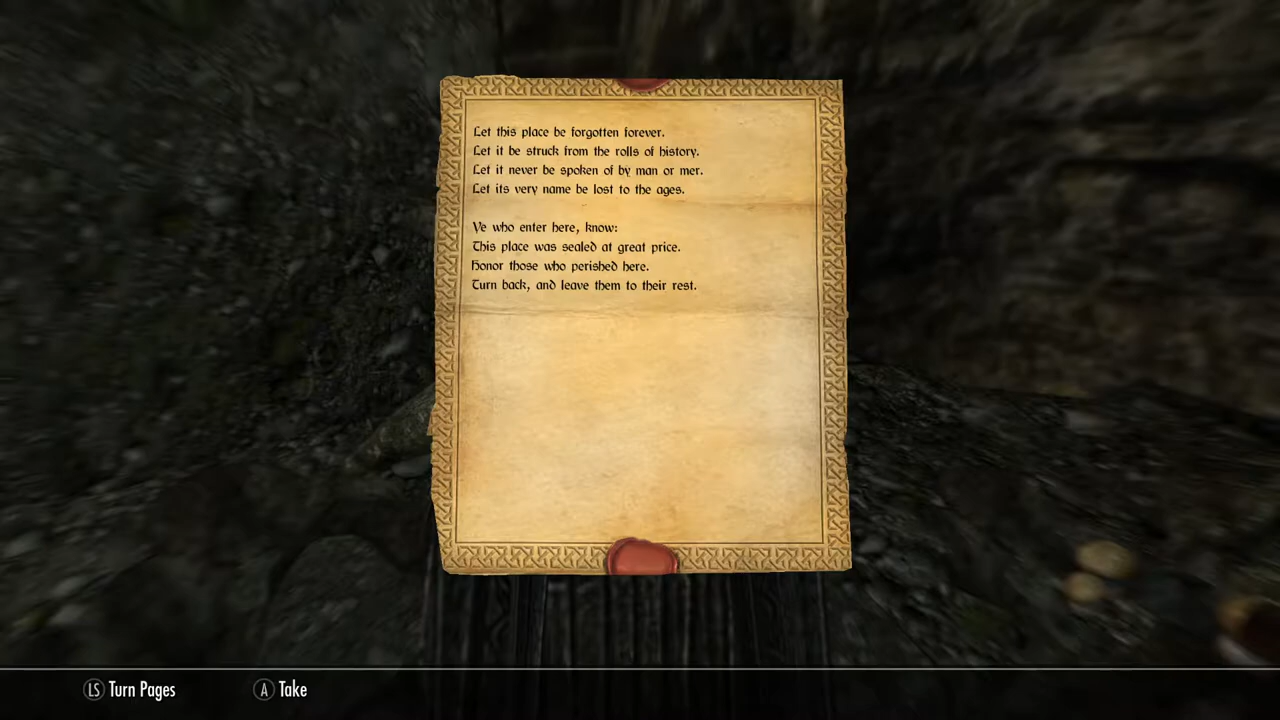 Let this place be forgotten forever.
Let it be struck from the rolls of history.
Let it never be spoken of by man or mer.
Let its very name be lost to the ages.
Ye who enter here, know:
This place was sealed at great price.
Honor those who perished here.
Turn back, and leave them to their rest.
LS Turn Pages
A Take